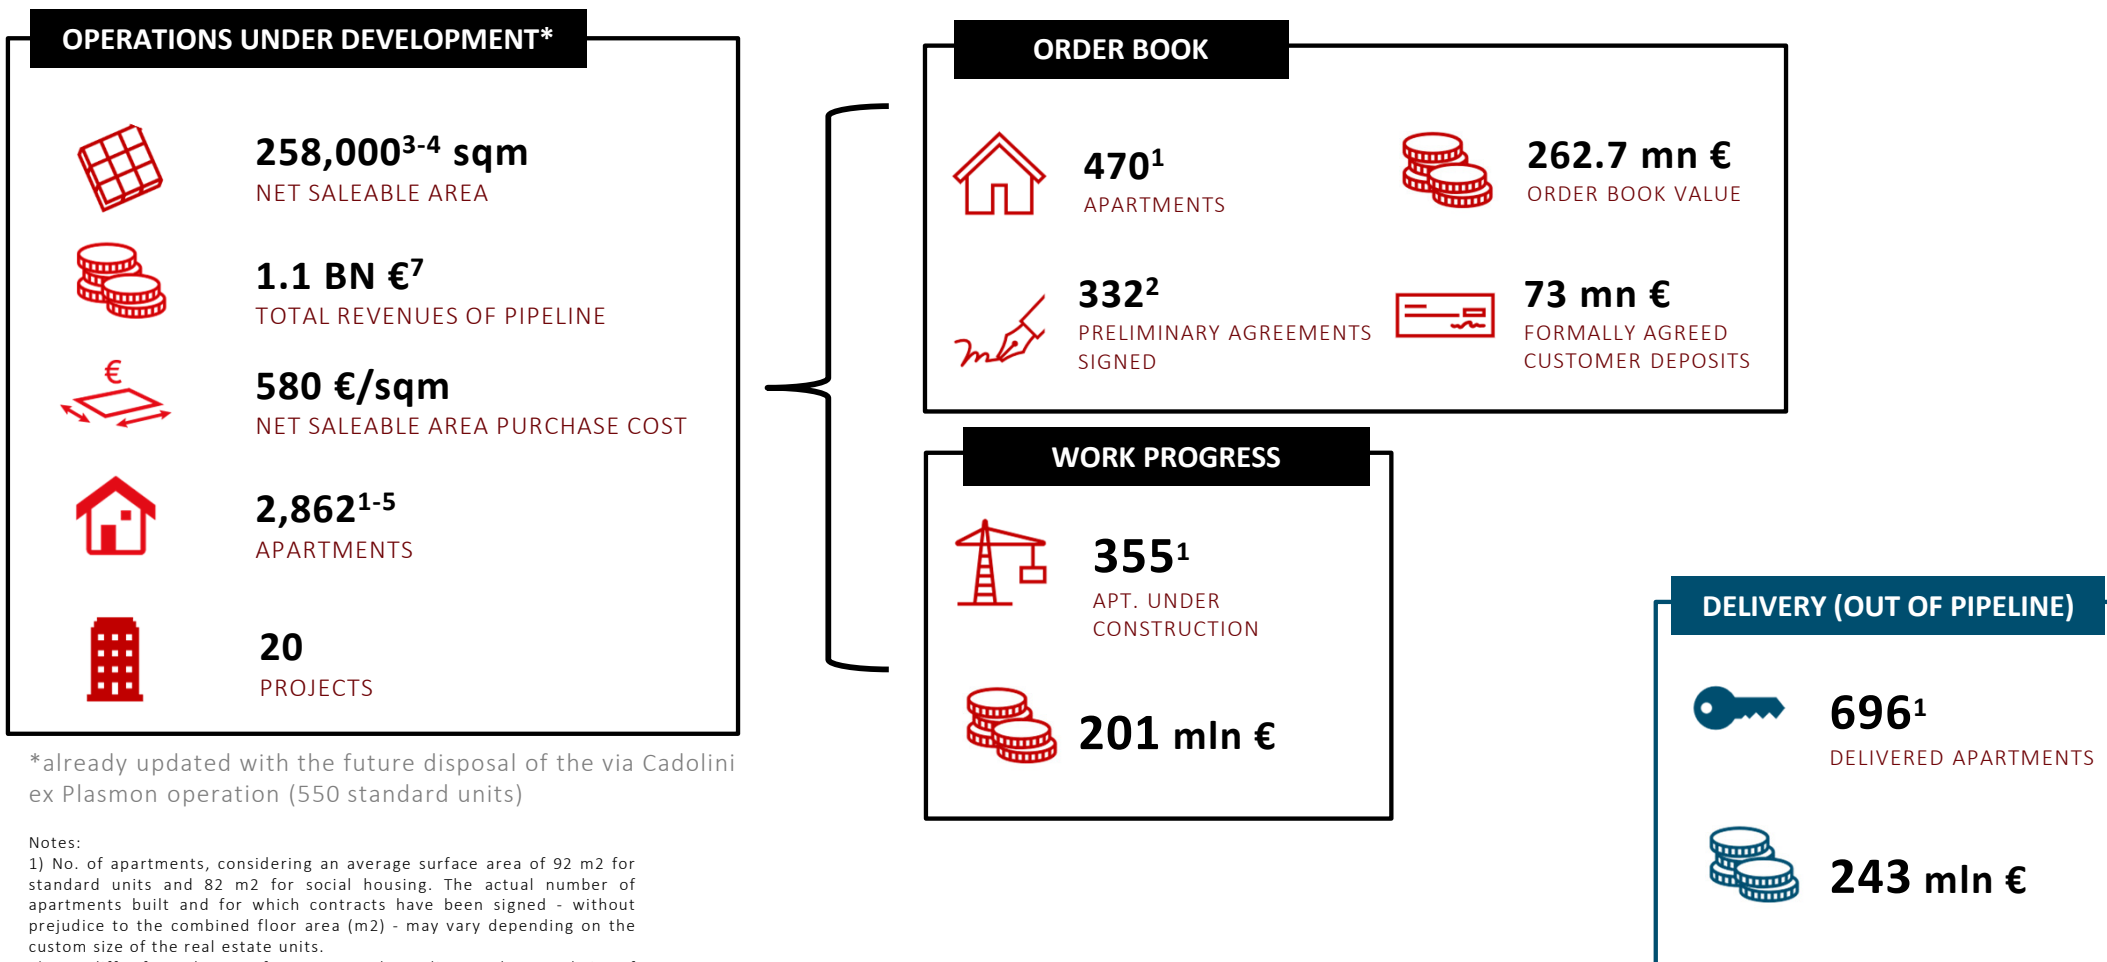 OPERATIONS UNDER DEVELOPMENT*
258,000³⁻⁴ sqm
NET SALEABLE AREA
1.1 BN €⁷
TOTAL REVENUES OF PIPELINE
€
580 €/sqm
NET SALEABLE AREA PURCHASE COST
2,862¹⁻⁵
APARTMENTS
20
PROJECTS
*already updated with the future disposal of the via Cadolini
ex Plasmon operation (550 standard units)
Notes:
1) No. of apartments, considering an average surface area of 92 m2 for
standard units and 82 m2 for social housing. The actual number of
apartments built and for which contracts have been signed - without
prejudice to the combined floor area (m2) - may vary depending on the
custom size of the real estate units.
ORDER BOOK
470¹
APARTMENTS
262.7 mn €
ORDER BOOK VALUE
332²
PRELIMINARY AGREEMENTS
SIGNED
73 mn €
FORMALLY AGREED
CUSTOMER DEPOSITS
WORK PROGRESS
355¹
APT. UNDER
CONSTRUCTION
201 mln €
DELIVERY (OUT OF PIPELINE)
696¹
DELIVERED APARTMENTS
243 mln €